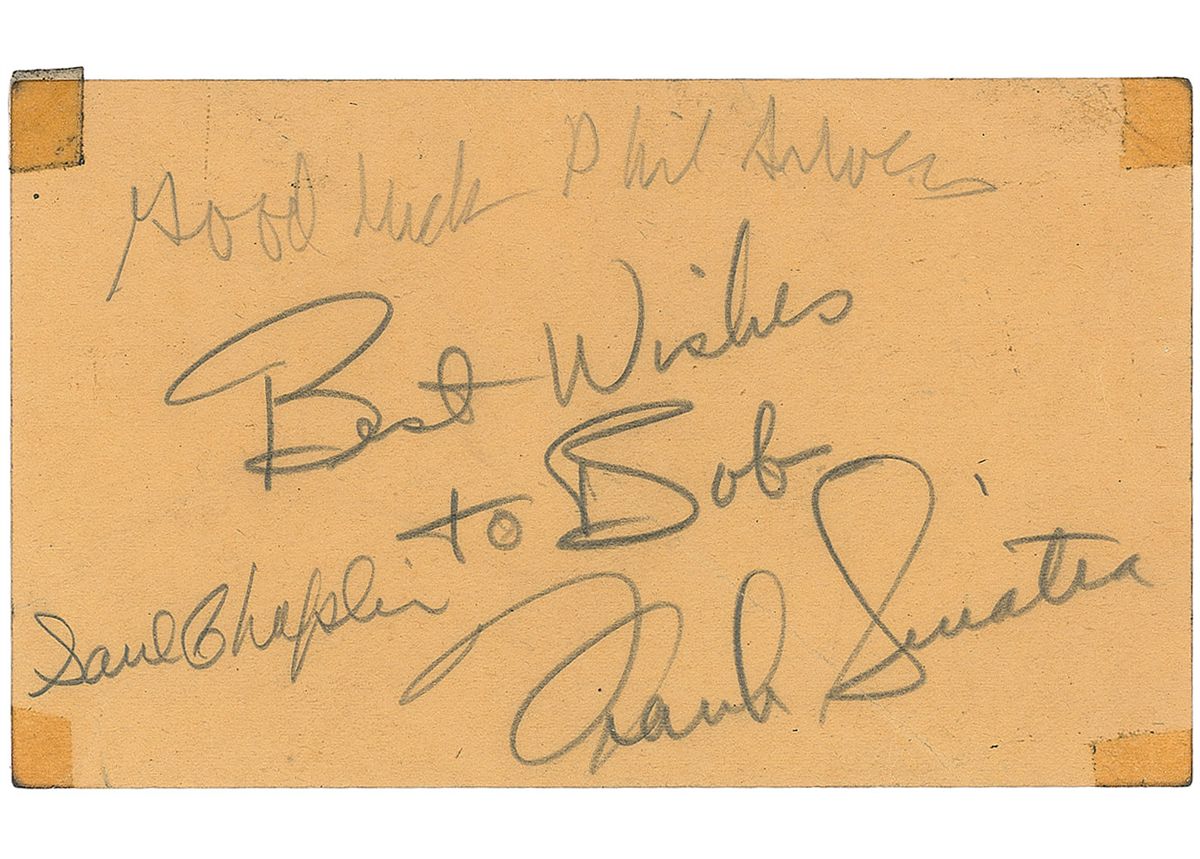 Good luck Phil Silvers
Best Wishes
to Bob
Saul Chaplin
Frank Sinatra